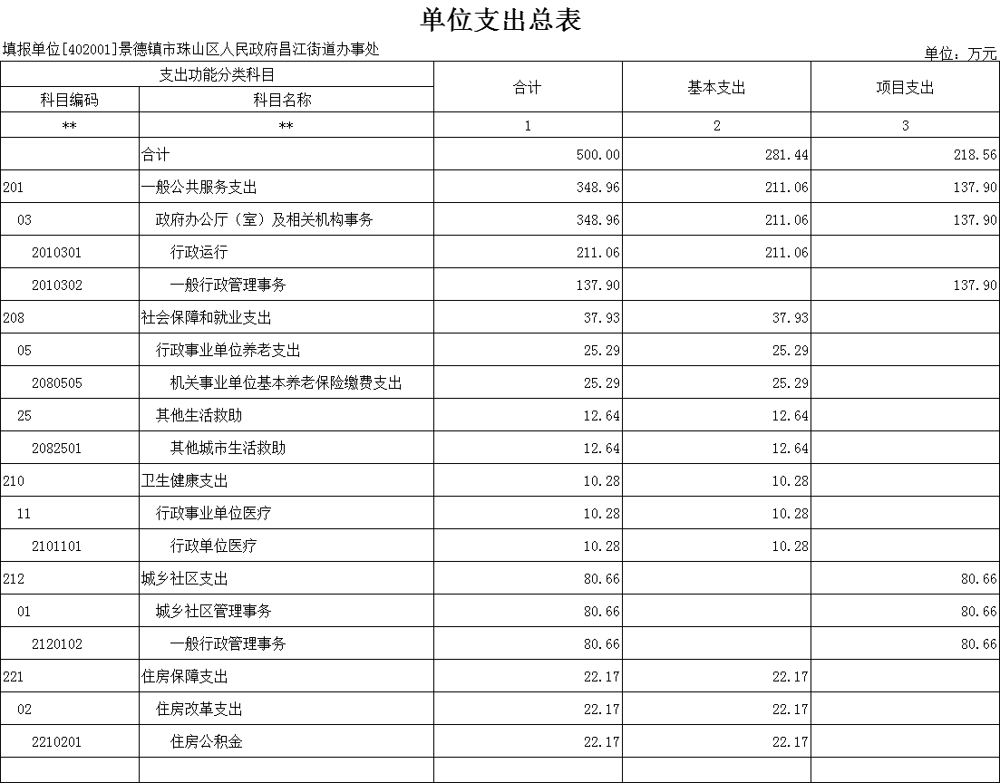 单位支出总表
填报单位[402001]景德镇市珠山区人民政府昌江街道办事处 单位：万元
支出功能分类科目 合计 基本支出 项目支出
科目编码 科目名称
** ** 1 2 3
合计 500.00 281.44 218.56
201 一般公共服务支出 348.96 211.06 137.90
03 政府办公厅（室）及相关机构事务 348.96 211.06 137.90
2010301 行政运行 211.06 211.06
2010302 一般行政管理事务 137.90 137.90
208 社会保障和就业支出 37.93 37.93
05 行政事业单位养老支出 25.29 25.29
2080505 机关事业单位基本养老保险缴费支出 25.29 25.29
25 其他生活救助 12.64 12.64
2082501 其他城市生活救助 12.64 12.64
210 卫生健康支出 10.28 10.28
11 行政事业单位医疗 10.28 10.28
2101101 行政单位医疗 10.28 10.28
212 城乡社区支出 80.66 80.66
01 城乡社区管理事务 80.66 80.66
2120102 一般行政管理事务 80.66 80.66
221 住房保障支出 22.17 22.17
02 住房改革支出 22.17 22.17
2210201 住房公积金 22.17 22.17